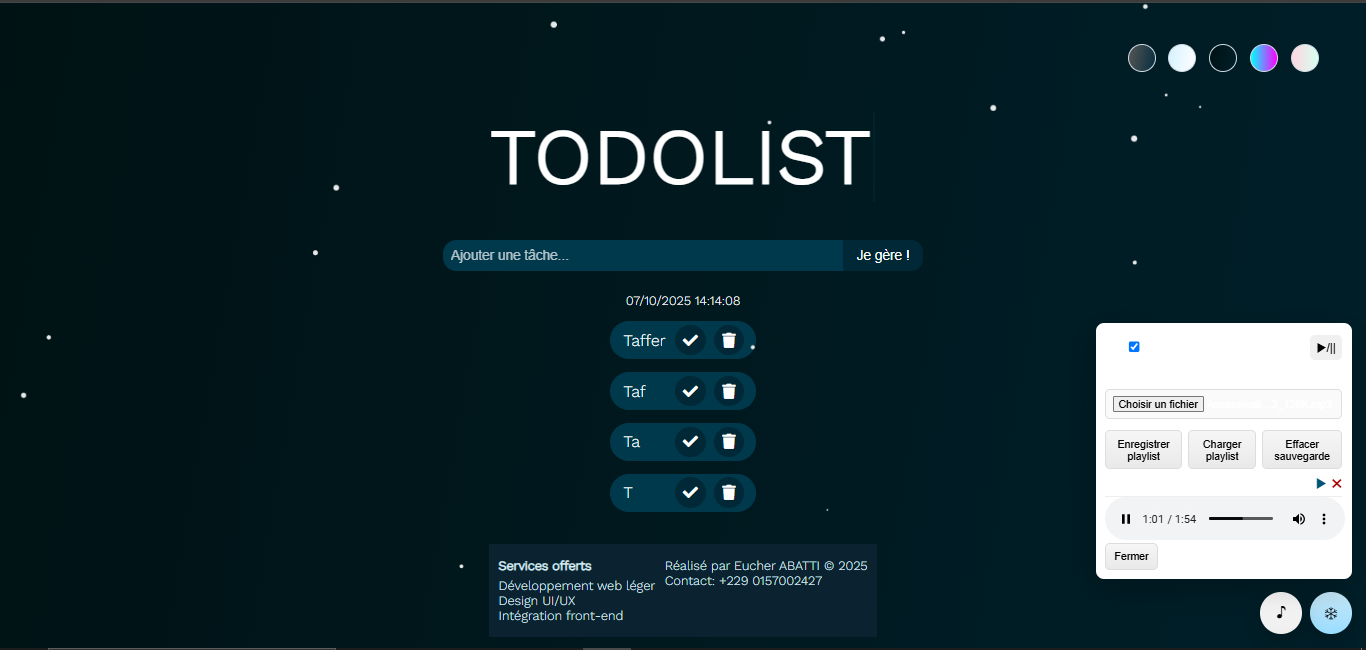 TODOLIST
Ajouter une tâche...
Je gère !
07/10/2025 14:14:08
Taffer
Taf
Ta
T
Services offerts
Développement web léger
Design UI/UX
Intégration front-end
Réalisé par Eucher ABATTI © 2025
Contact: +229 0157002427
▶/||
Choisir un fichier
Enregistrer
playlist
Charger
playlist
Effacer
sauvegarde
1:01 / 1:54
Fermer